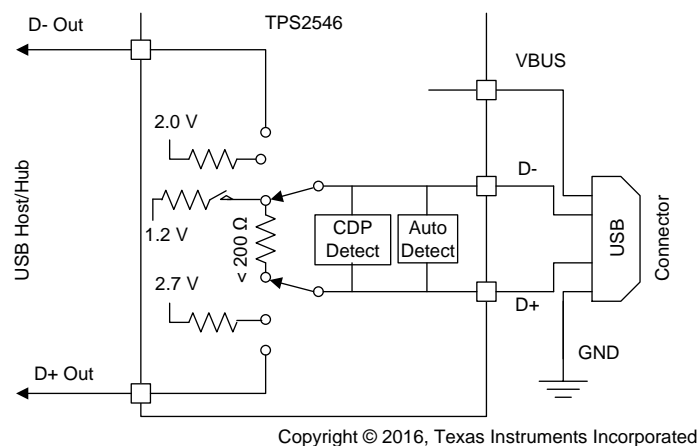 D- Out
TPS2546
VBUS
2.0 V
D-
1.2 V
< 200 Ω
CDP
Detect
Auto
Detect
USB
Connector
USB Host/Hub
2.7 V
D+
GND
D+ Out
Copyright © 2016, Texas Instruments Incorporated